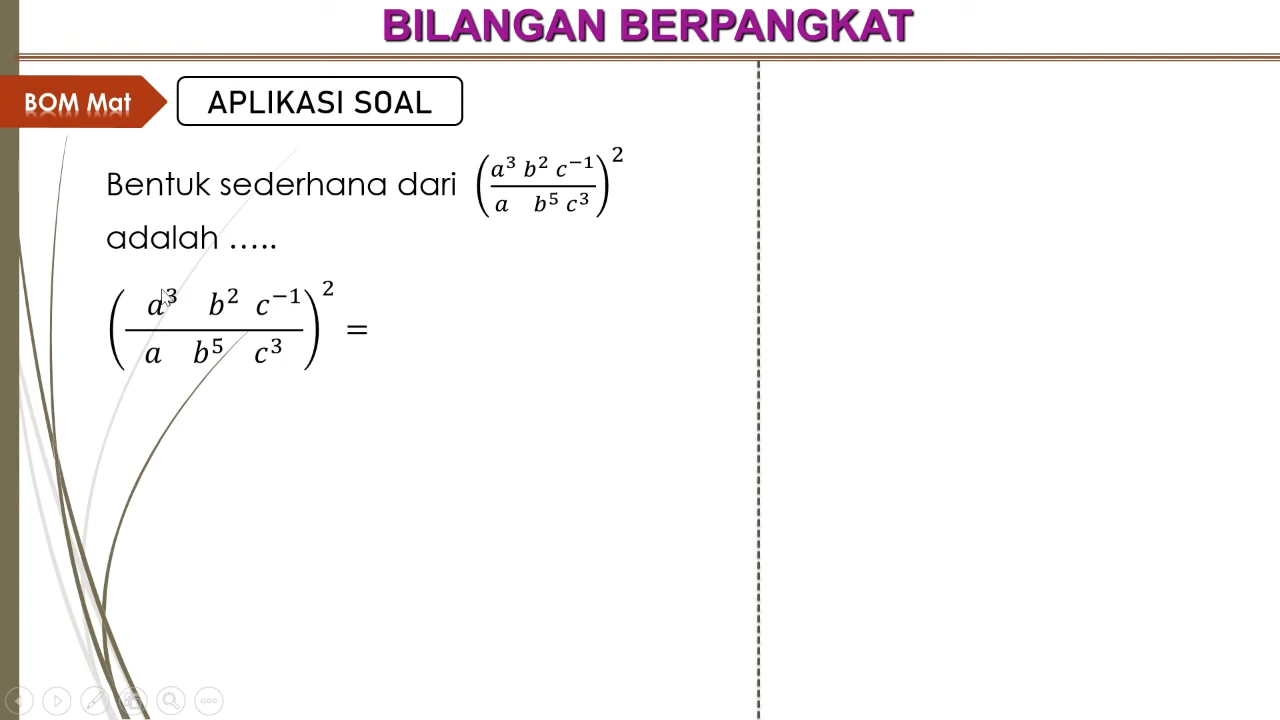 BILANGAN BERPANGKAT
BOM Mat
APLIKASI SOAL
Bentuk sederhana dari (a³ b² c⁻¹ / a b⁵ c³)²
adalah .....
(a³ b² c⁻¹ / a b⁵ c³)² =